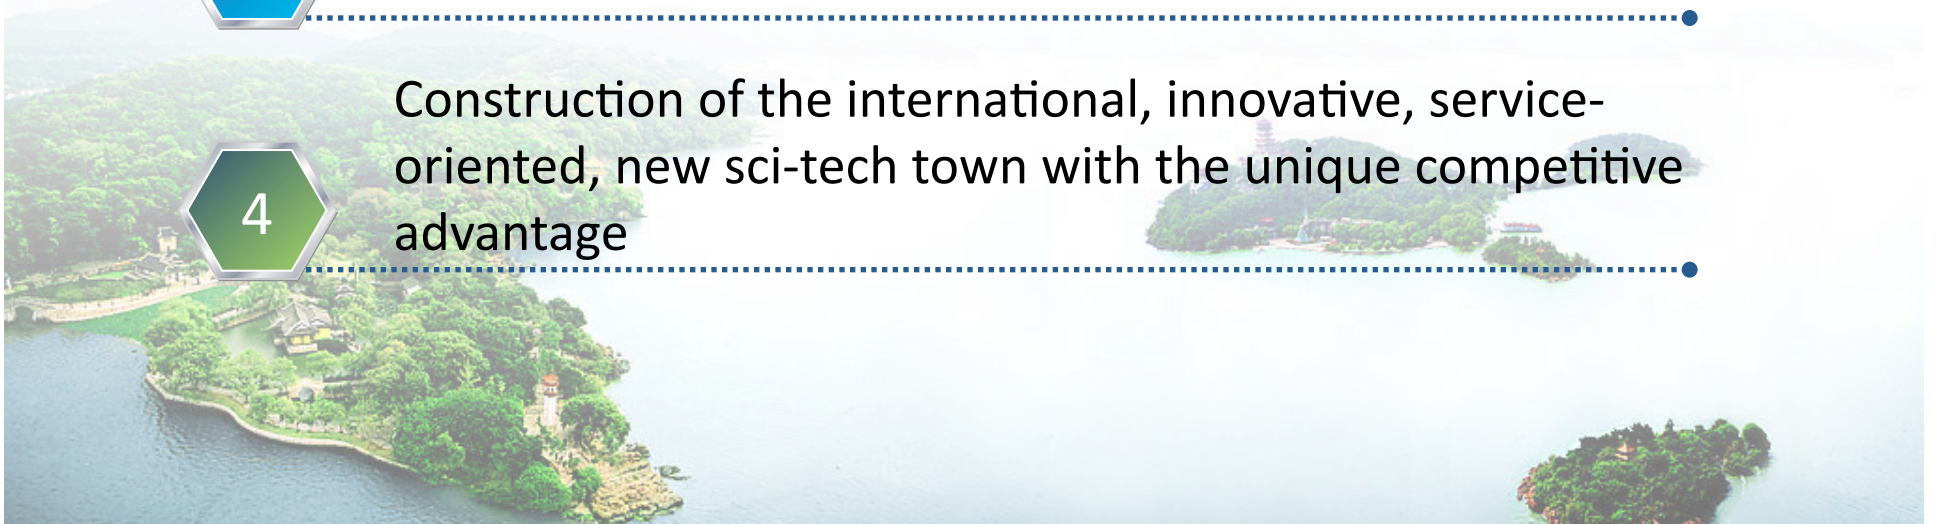 Construction of the international, innovative, service-
oriented, new sci-tech town with the unique competitive
advantage
4